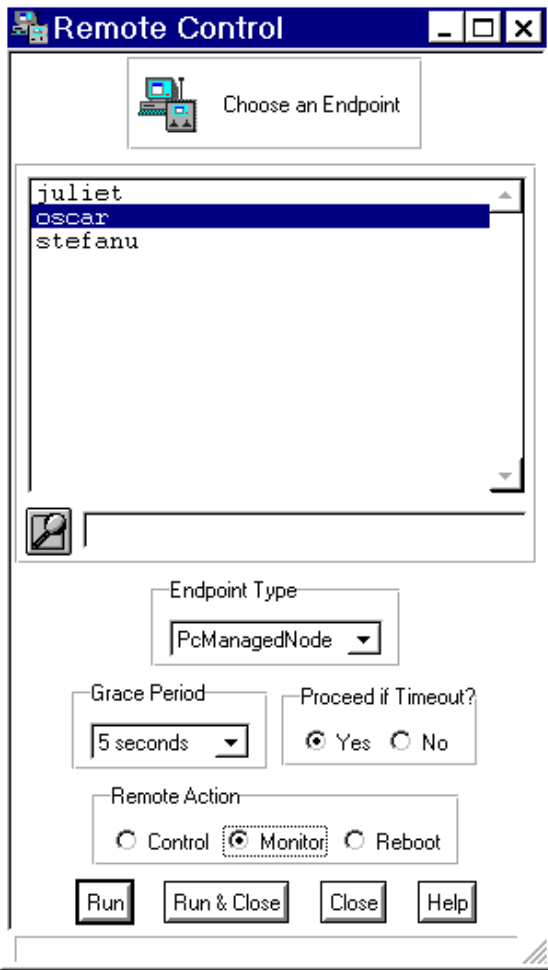 Remote Control
Choose an Endpoint
juliet
oscar
stefanu
Endpoint Type
PcManagedNode
Grace Period
Proceed if Timeout?
5 seconds
Yes No
Remote Action
Control Monitor Reboot
Run Run & Close Close Help